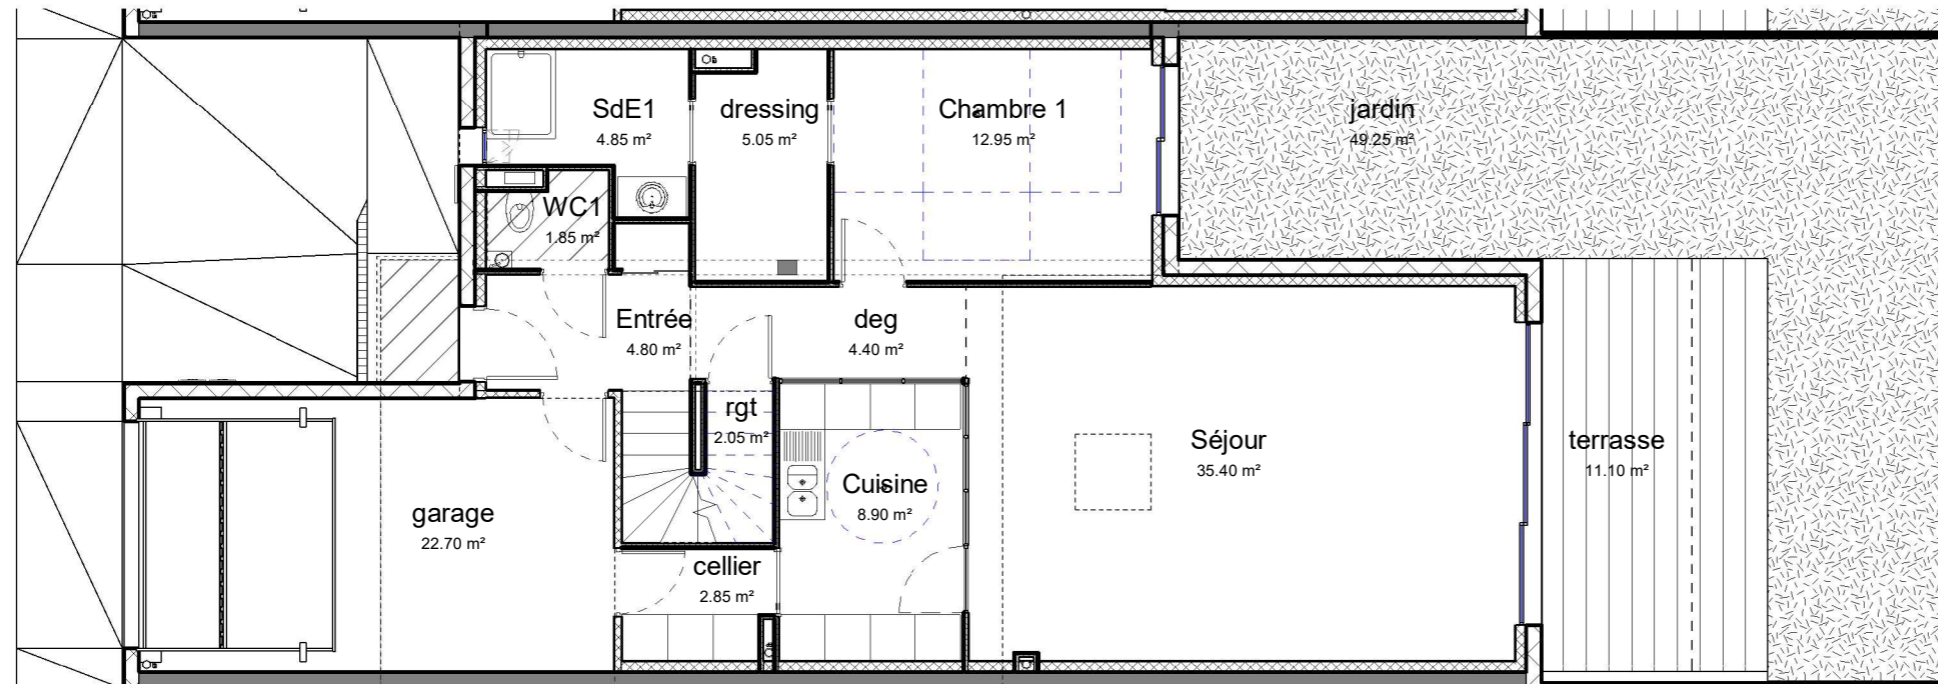 SdE1
4.85 m²
dressing
5.05 m²
Chambre 1
12.95 m²
jardin
49.25 m²
WC1
1.85 m²
Entrée
4.80 m²
deg
4.40 m²
rgt
2.05 m²
Séjour
35.40 m²
terrasse
11.10 m²
Cuisine
8.90 m²
garage
22.70 m²
cellier
2.85 m²